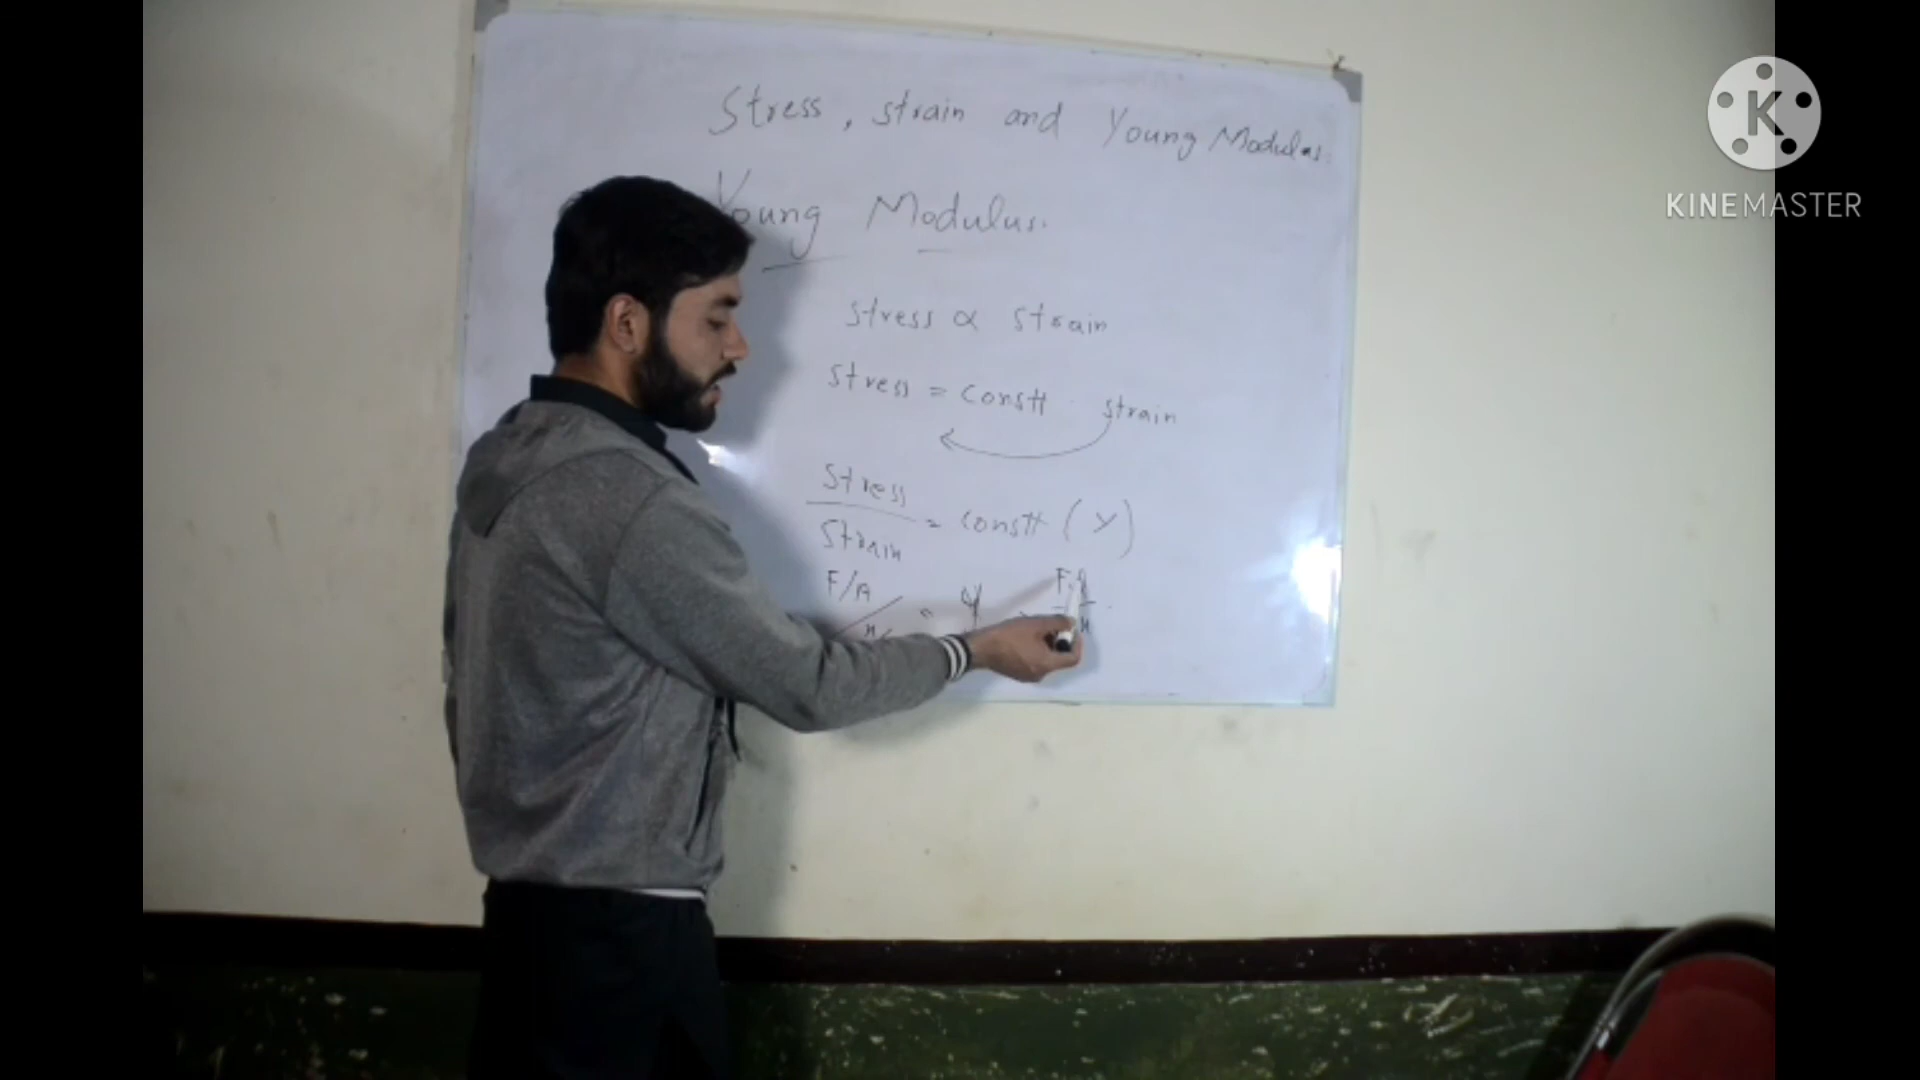 Stress, strain and Young Modulus.
Young Modulus.
stress ∝ strain
stress = constt strain
stress
strain
= constt (Y)
F/A
=
KINEMASTER